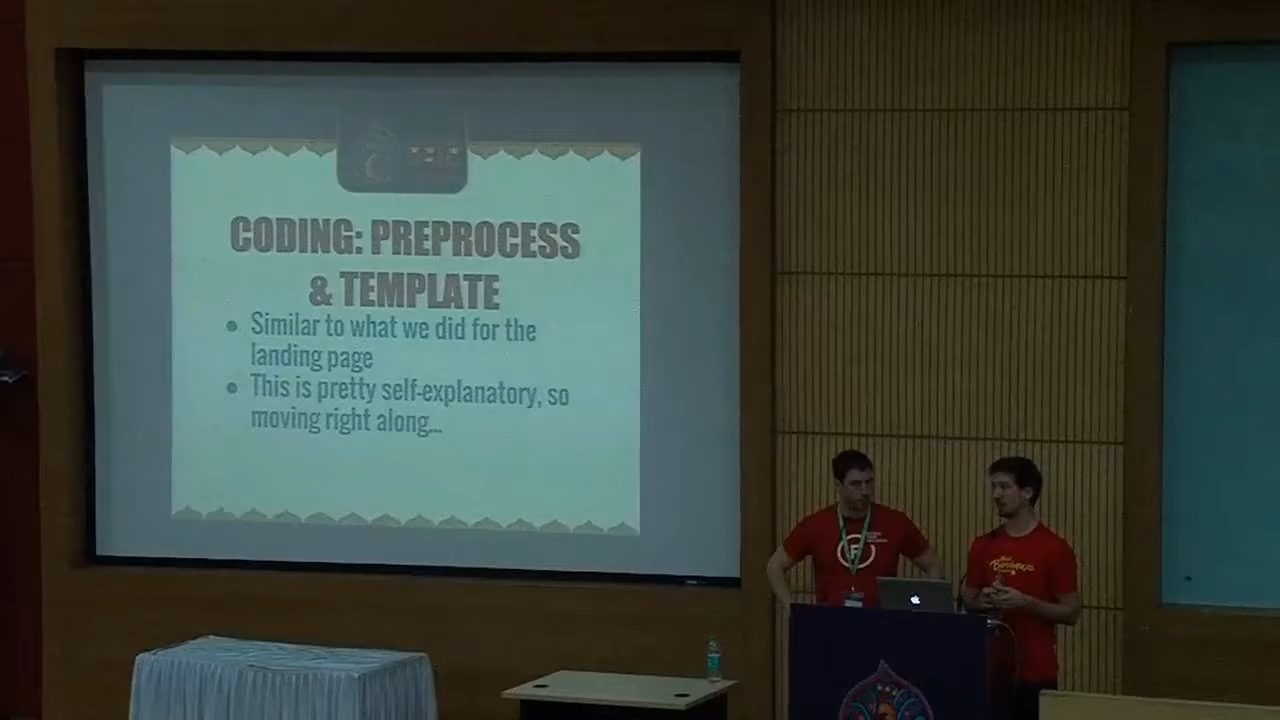 CODING: PREPROCESS
& TEMPLATE
• Similar to what we did for the
landing page
• This is pretty self-explanatory, so
moving right along...